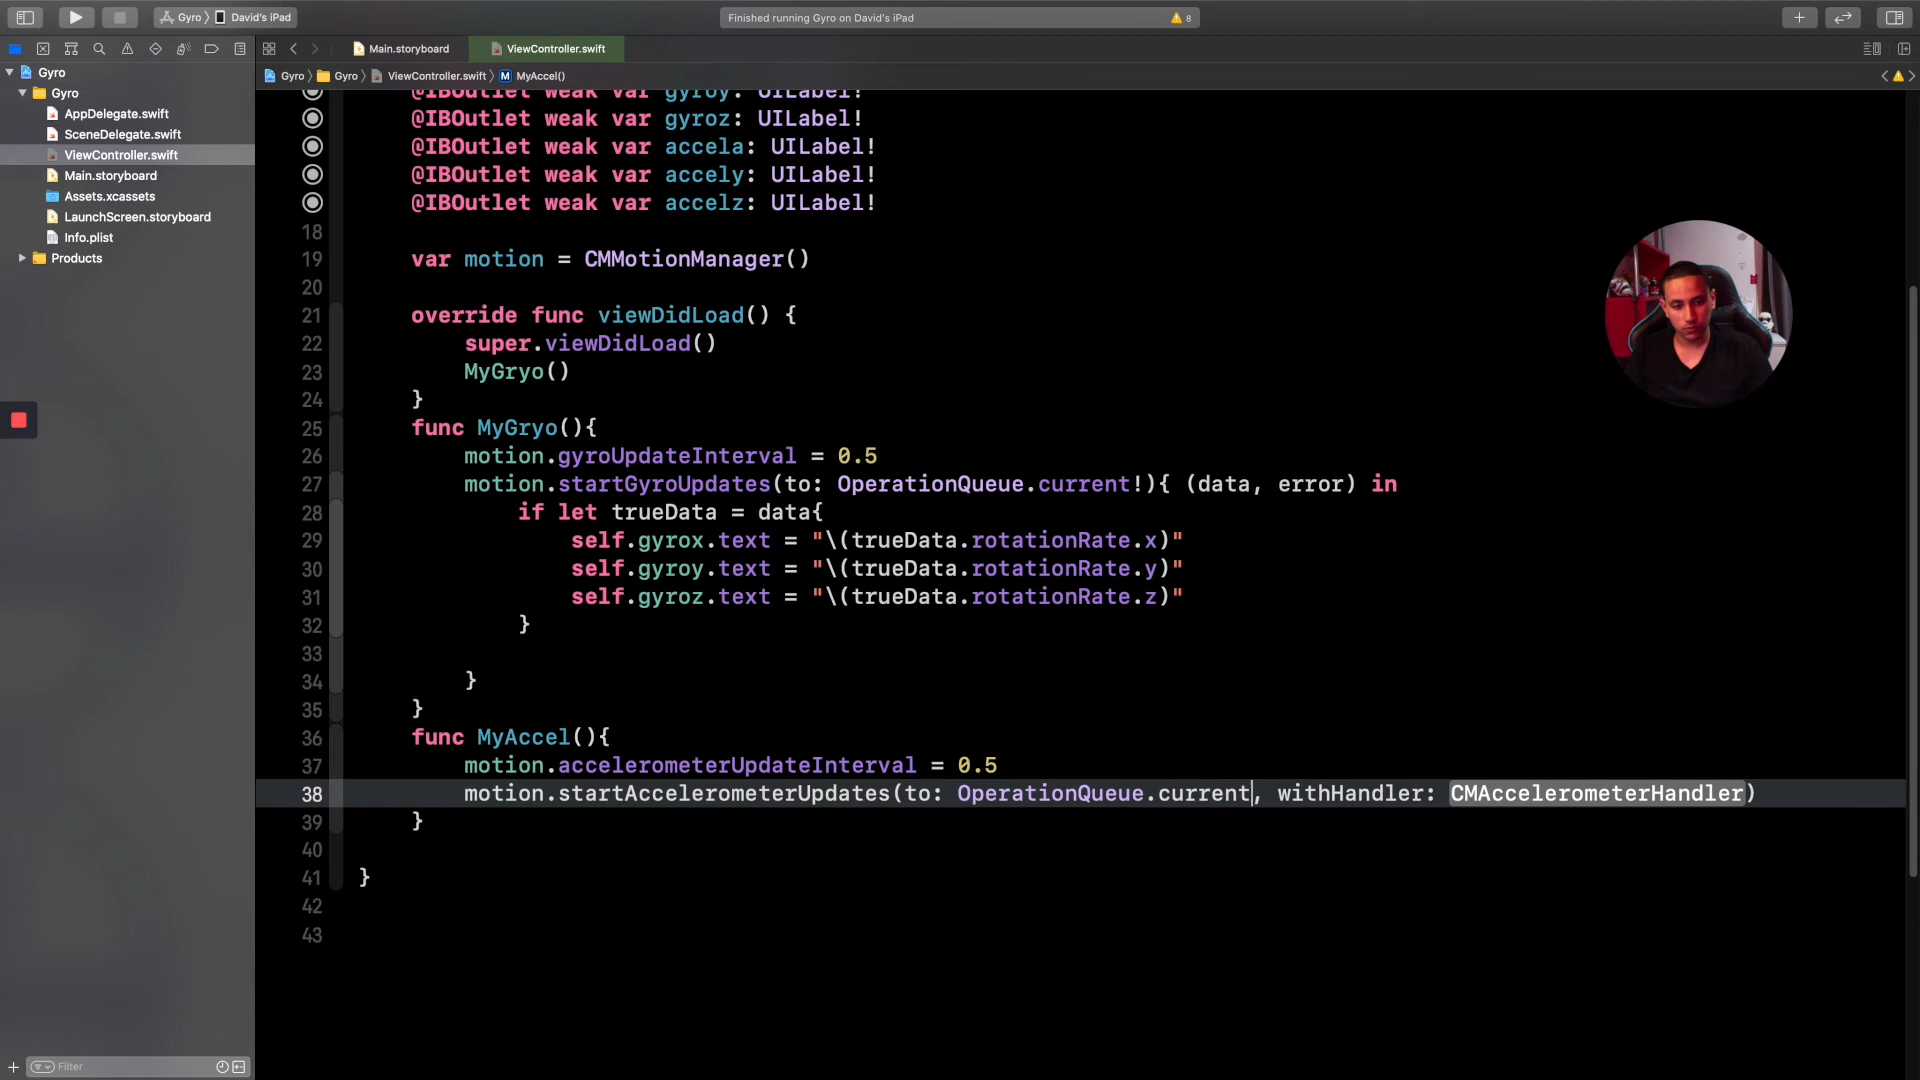 Gyro 〉 David's iPad
Finished running Gyro on David's iPad
8
Main.storyboard
ViewController.swift
Gyro 〉 Gyro 〉 ViewController.swift 〉 M MyAccel()
Gyro
Gyro
AppDelegate.swift
SceneDelegate.swift
ViewController.swift
Main.storyboard
Assets.xcassets
LaunchScreen.storyboard
Info.plist
Products
@IBOutlet weak var gyroy: UILabel!
@IBOutlet weak var gyroz: UILabel!
@IBOutlet weak var accela: UILabel!
@IBOutlet weak var accely: UILabel!
@IBOutlet weak var accelz: UILabel!
18
19 var motion = CMMotionManager()
20
21 override func viewDidLoad() {
22 super.viewDidLoad()
23 MyGryo()
24 }
25 func MyGryo(){
26 motion.gyroUpdateInterval = 0.5
27 motion.startGyroUpdates(to: OperationQueue.current!){ (data, error) in
28 if let trueData = data{
29 self.gyrox.text = "\(trueData.rotationRate.x)"
30 self.gyroy.text = "\(trueData.rotationRate.y)"
31 self.gyroz.text = "\(trueData.rotationRate.z)"
32 }
33
34 }
35 }
36 func MyAccel(){
37 motion.accelerometerUpdateInterval = 0.5
38 motion.startAccelerometerUpdates(to: OperationQueue.current, withHandler: CMAccelerometerHandler)
39 }
40
41 }
42
43
Filter